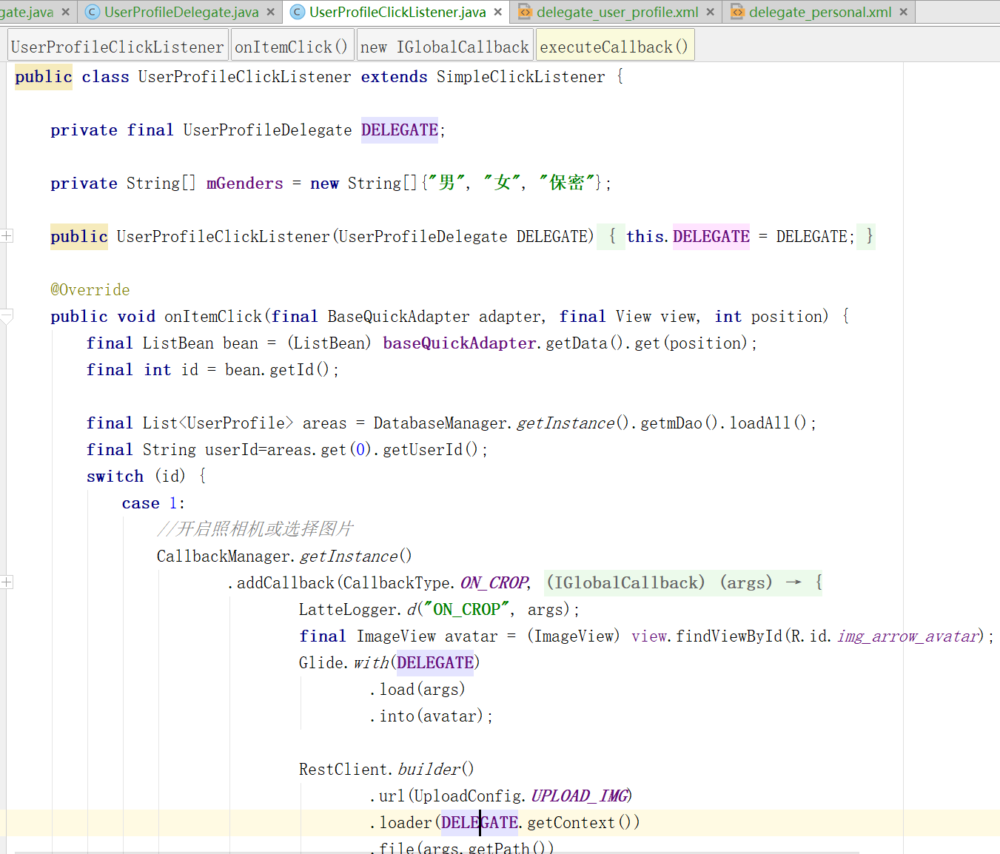 gate.java × UserProfileDelegate.java × UserProfileClickListener.java × delegate_user_profile.xml × delegate_personal.xml ×
UserProfileClickListener onItemClick() new IGlobalCallback executeCallback()
public class UserProfileClickListener extends SimpleClickListener {
private final UserProfileDelegate DELEGATE;
private String[] mGenders = new String[]{"男", "女", "保密"};
public UserProfileClickListener(UserProfileDelegate DELEGATE) { this.DELEGATE = DELEGATE; }
@Override
public void onItemClick(final BaseQuickAdapter adapter, final View view, int position) {
final ListBean bean = (ListBean) baseQuickAdapter.getData().get(position);
final int id = bean.getId();
final List<UserProfile> areas = DatabaseManager.getInstance().getmDao().loadAll();
final String userId=areas.get(0).getUserId();
switch (id) {
case 1:
//开启照相机或选择图片
CallbackManager.getInstance()
.addCallback(CallbackType.ON_CROP, (IGlobalCallback) (args) → {
LatteLogger.d("ON_CROP", args);
final ImageView avatar = (ImageView) view.findViewById(R.id.img_arrow_avatar);
Glide.with(DELEGATE)
.load(args)
.into(avatar);
RestClient.builder()
.url(UploadConfig.UPLOAD_IMG)
.loader(DELEGATE.getContext())
.file(args.getPath())